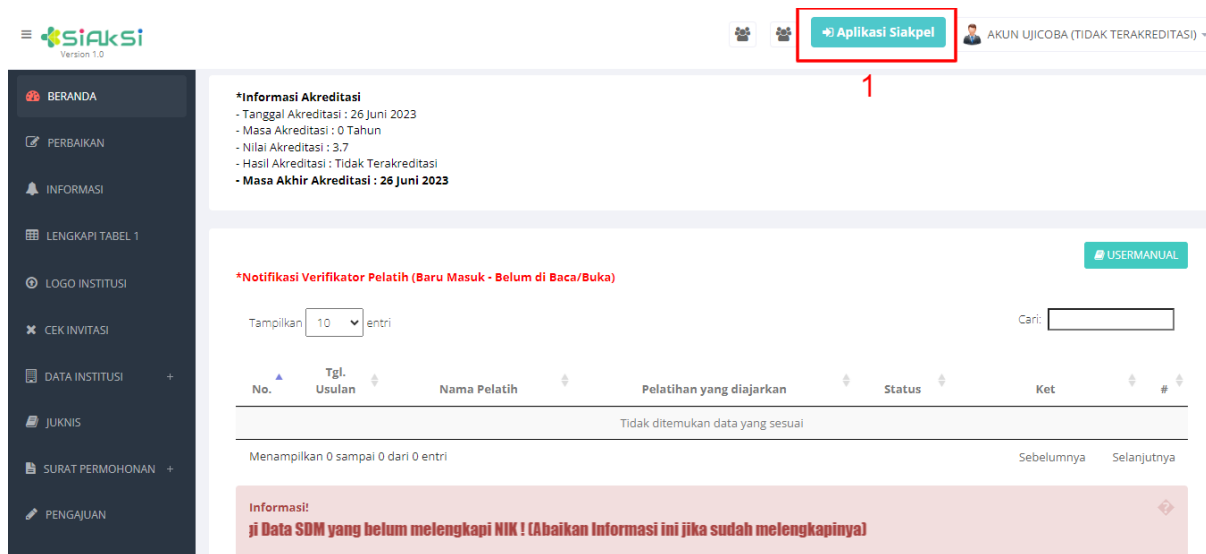 SiAkSi
Version 1.0
Aplikasi Siakpel
AKUN UJICOBA (TIDAK TERAKREDITASI)
1
BERANDA
PERBAIKAN
INFORMASI
LENGKAPI TABEL 1
LOGO INSTITUSI
CEK INVITASI
DATA INSTITUSI +
JUKNIS
SURAT PERMOHONAN +
PENGAJUAN
*Informasi Akreditasi
- Tanggal Akreditasi : 26 Juni 2023
- Masa Akreditasi : 0 Tahun
- Nilai Akreditasi : 3.7
- Hasil Akreditasi : Tidak Terakreditasi
- Masa Akhir Akreditasi : 26 Juni 2023
USERMANUAL
*Notifikasi Verifikator Pelatih (Baru Masuk - Belum di Baca/Buka)
Tampilkan 10 entri
Cari:
No. Tgl. Usulan Nama Pelatih Pelatihan yang diajarkan Status Ket #
Tidak ditemukan data yang sesuai
Menampilkan 0 sampai 0 dari 0 entri
Sebelumnya Selanjutnya
Informasi!
Data SDM yang belum melengkapi NIK ! (Abaikan Informasi ini jika sudah melengkapinya)